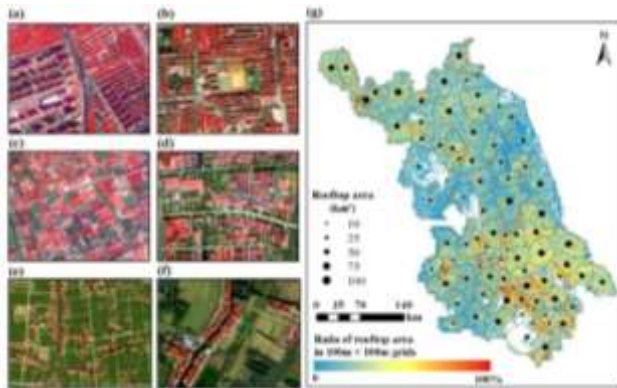 (a)
(b)
(g)
N
(c)
(d)
Rooftop area
(km²)
10
25
50
75
100
(e)
(f)
0 35 70 140
km
Ratio of rooftop area
in 100m × 100m grids
0 100%